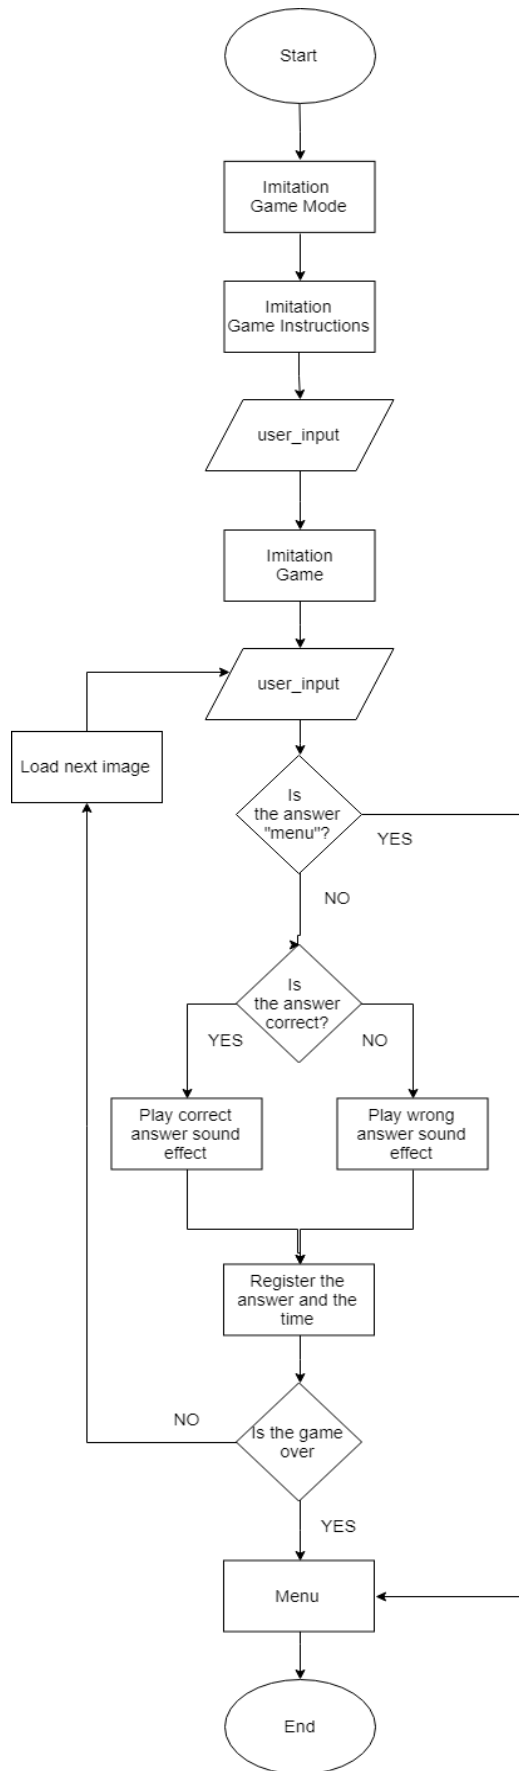 Start
Imitation
Game Mode
Imitation
Game Instructions
user_input
Imitation
Game
user_input
Load next image
Is
the answer
"menu"?
YES
NO
Is
the answer
correct?
YES
NO
Play correct
answer sound
effect
Play wrong
answer sound
effect
Register the
answer and the
time
Is the game
over
NO
YES
Menu
End